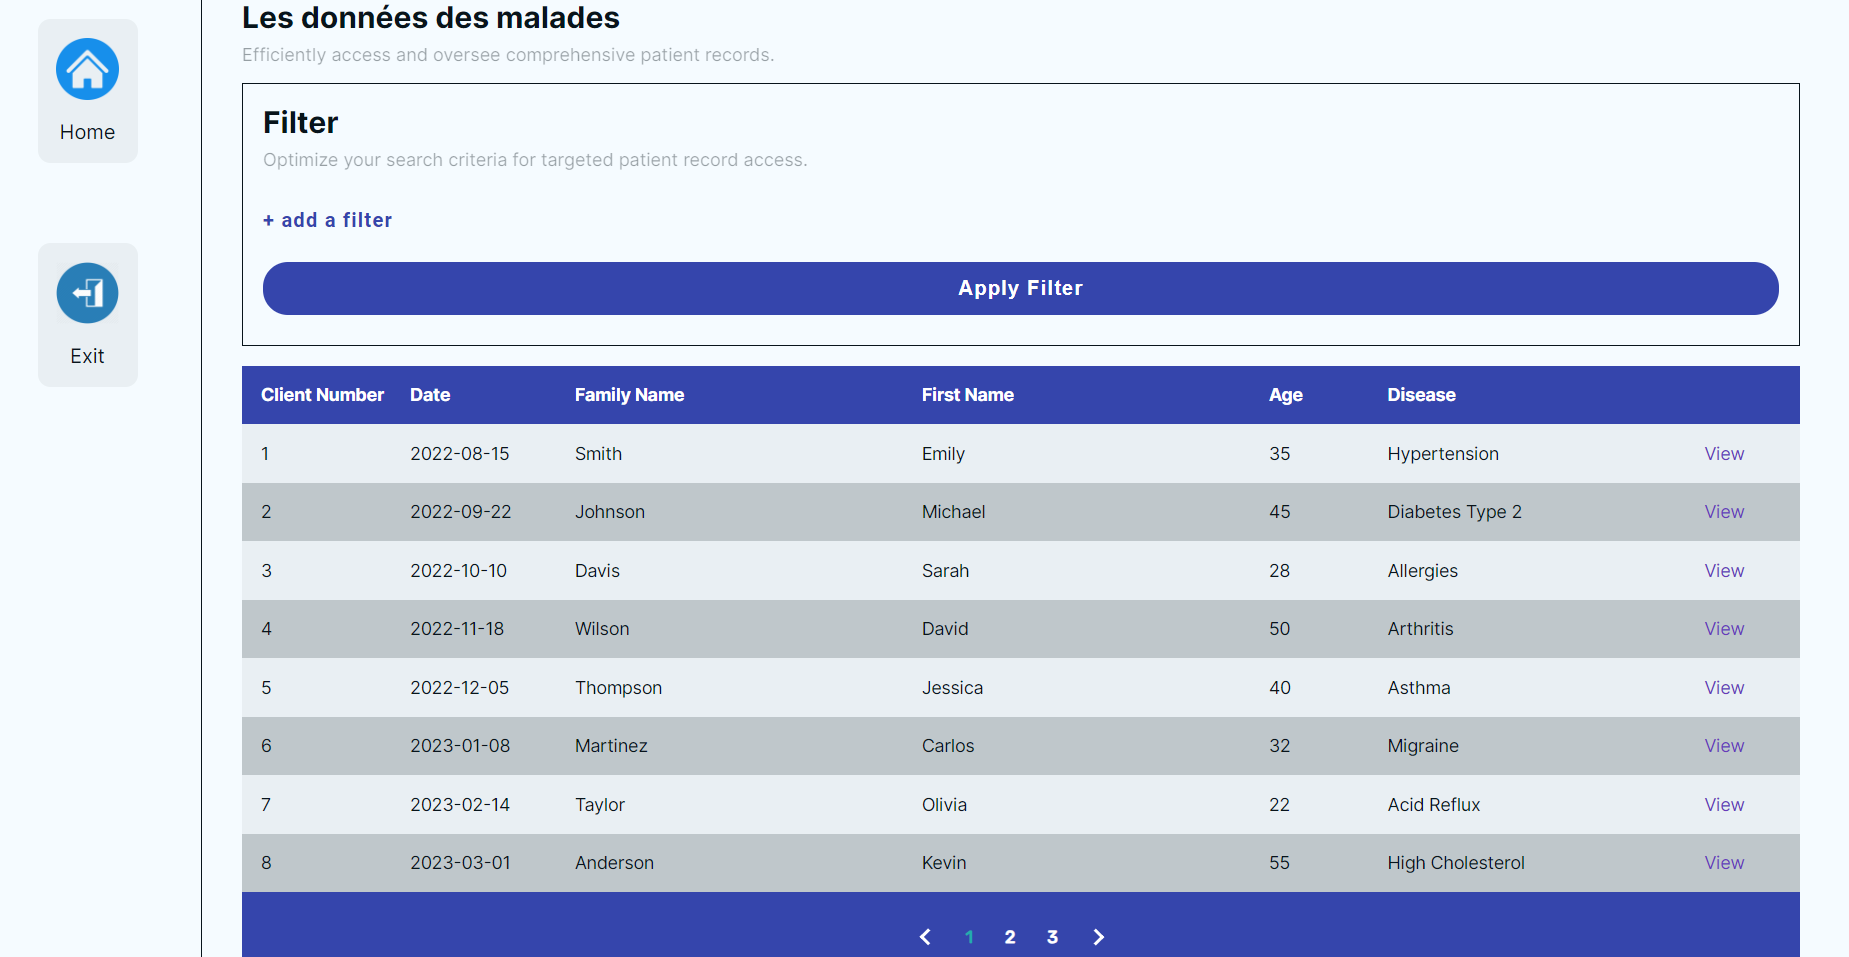 Les données des malades
Efficiently access and oversee comprehensive patient records.
Home
Exit
Filter
Optimize your search criteria for targeted patient record access.
+ add a filter
Apply Filter
Client Number Date Family Name First Name Age Disease
1 2022-08-15 Smith Emily 35 Hypertension View
2 2022-09-22 Johnson Michael 45 Diabetes Type 2 View
3 2022-10-10 Davis Sarah 28 Allergies View
4 2022-11-18 Wilson David 50 Arthritis View
5 2022-12-05 Thompson Jessica 40 Asthma View
6 2023-01-08 Martinez Carlos 32 Migraine View
7 2023-02-14 Taylor Olivia 22 Acid Reflux View
8 2023-03-01 Anderson Kevin 55 High Cholesterol View
1 2 3